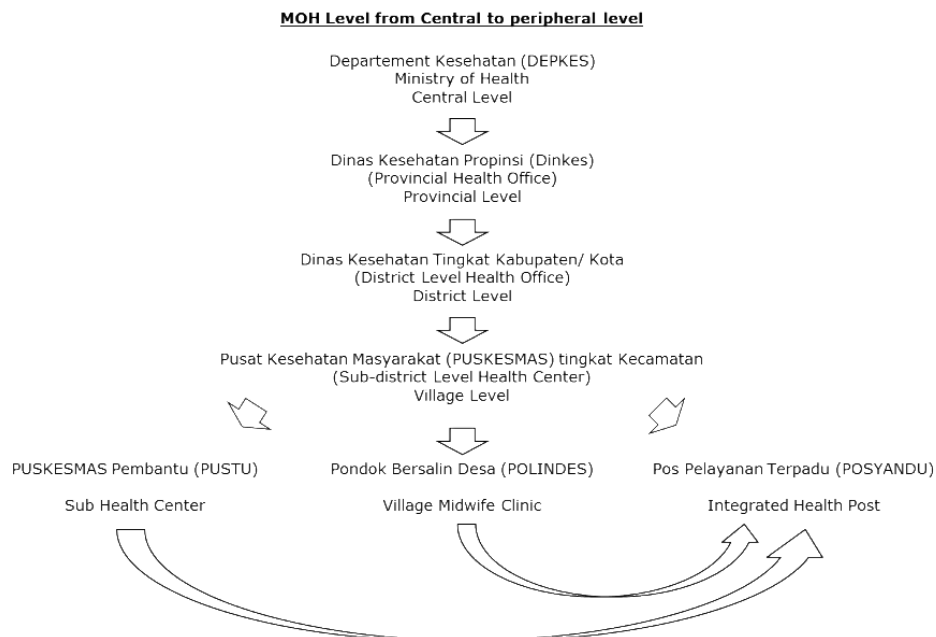 MOH Level from Central to peripheral level
Departement Kesehatan (DEPKES)
Ministry of Health
Central Level
Dinas Kesehatan Propinsi (Dinkes)
(Provincial Health Office)
Provincial Level
Dinas Kesehatan Tingkat Kabupaten/ Kota
(District Level Health Office)
District Level
Pusat Kesehatan Masyarakat (PUSKESMAS) tingkat Kecamatan
(Sub-district Level Health Center)
Village Level
PUSKESMAS Pembantu (PUSTU)
Sub Health Center
Pondok Bersalin Desa (POLINDES)
Village Midwife Clinic
Pos Pelayanan Terpadu (POSYANDU)
Integrated Health Post